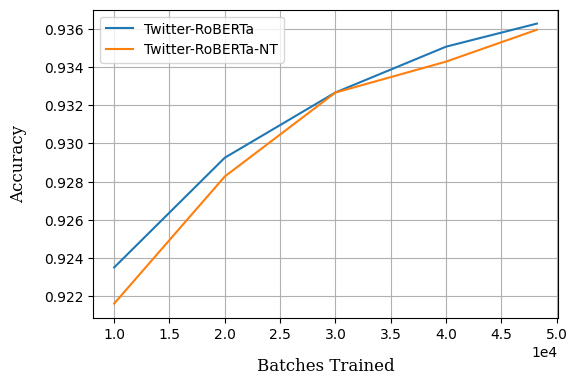 Twitter-RoBERTa
Twitter-RoBERTa-NT
0.936
0.934
0.932
0.930
0.928
0.926
0.924
0.922
Accuracy
1.0 1.5 2.0 2.5 3.0 3.5 4.0 4.5 5.0
1e4
Batches Trained